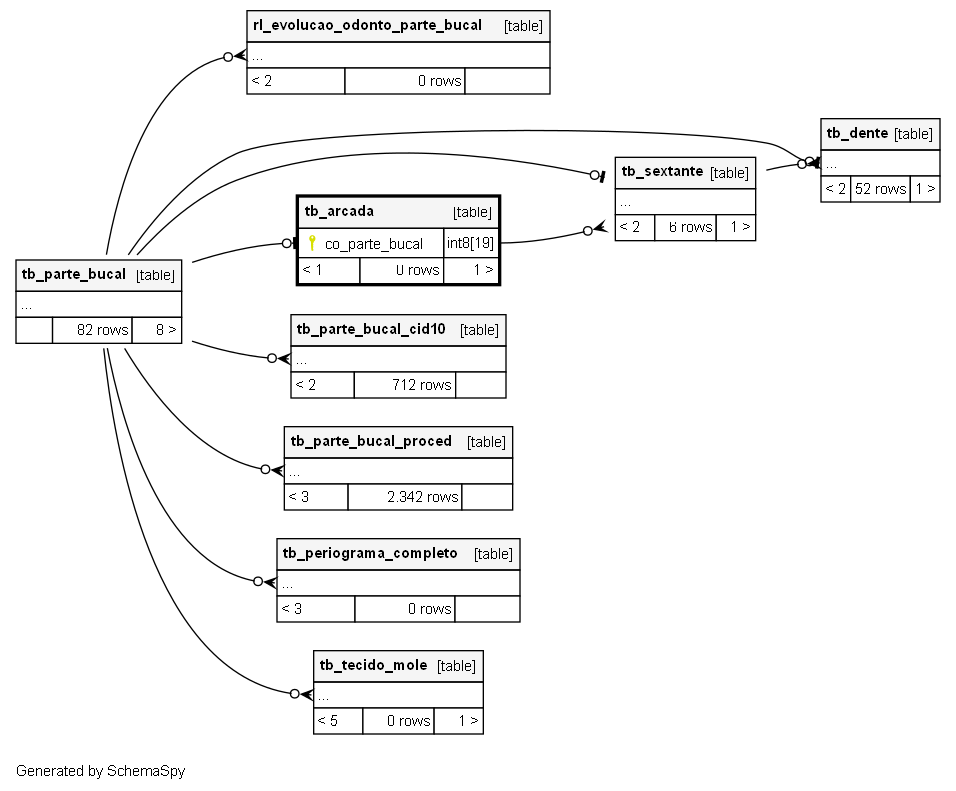 rl_evolucao_odonto_parte_bucal [table]
...
< 2 0 rows
tb_dente [table]
...
< 2 52 rows 1 >
tb_sextante [table]
...
< 2 6 rows 1 >
tb_arcada [table]
co_parte_bucal int8[19]
< 1 0 rows 1 >
tb_parte_bucal [table]
...
82 rows 8 >
tb_parte_bucal_cid10 [table]
...
< 2 712 rows
tb_parte_bucal_proced [table]
...
< 3 2.342 rows
tb_periograma_completo [table]
...
< 3 0 rows
tb_tecido_mole [table]
...
< 5 0 rows 1 >
Generated by SchemaSpy